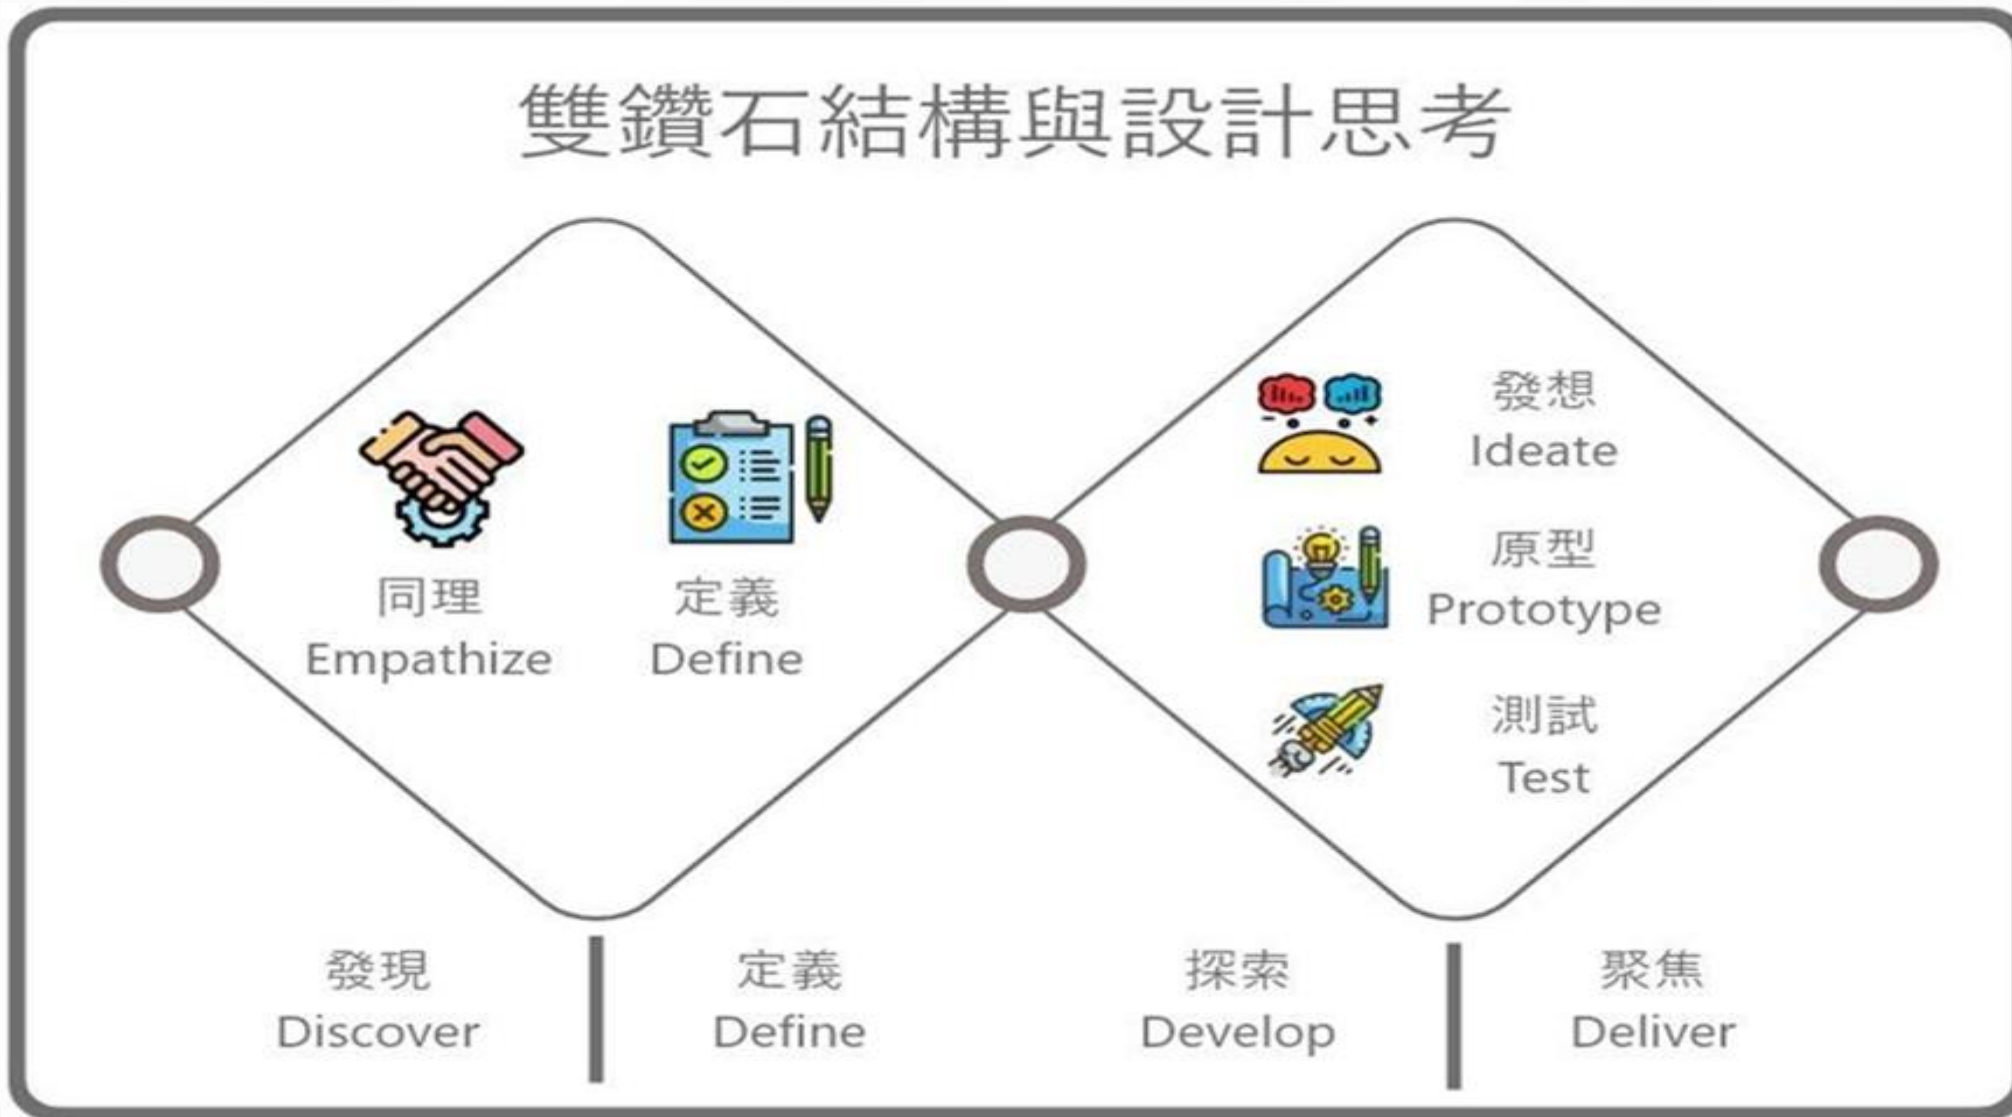 雙鑽石結構與設計思考
同理
Empathize
定義
Define
發想
Ideate
原型
Prototype
測試
Test
發現
Discover
定義
Define
探索
Develop
聚焦
Deliver